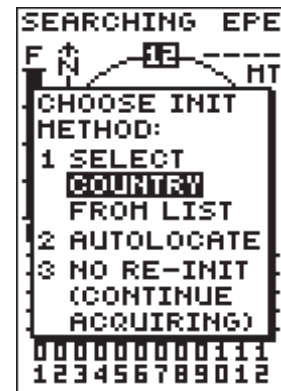 SEARCHING EPE
F N 12 ----
MT
CHOOSE INIT
METHOD:
1 SELECT
COUNTRY
FROM LIST
2 AUTOLOCATE
3 NO RE-INIT
(CONTINUE
ACQUIRING)
000000000111
123456789012